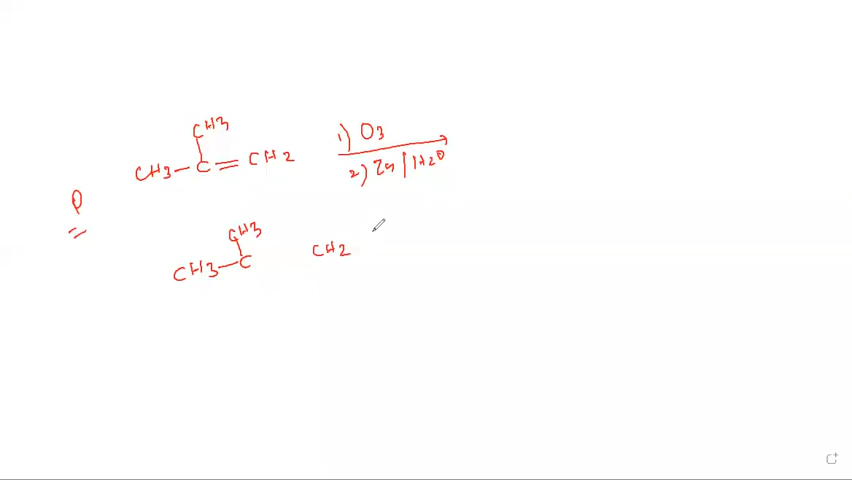 CH3
1) O3
CH3-C=CH2
2) Zn|H2O
Q
CH3
CH3-C CH2